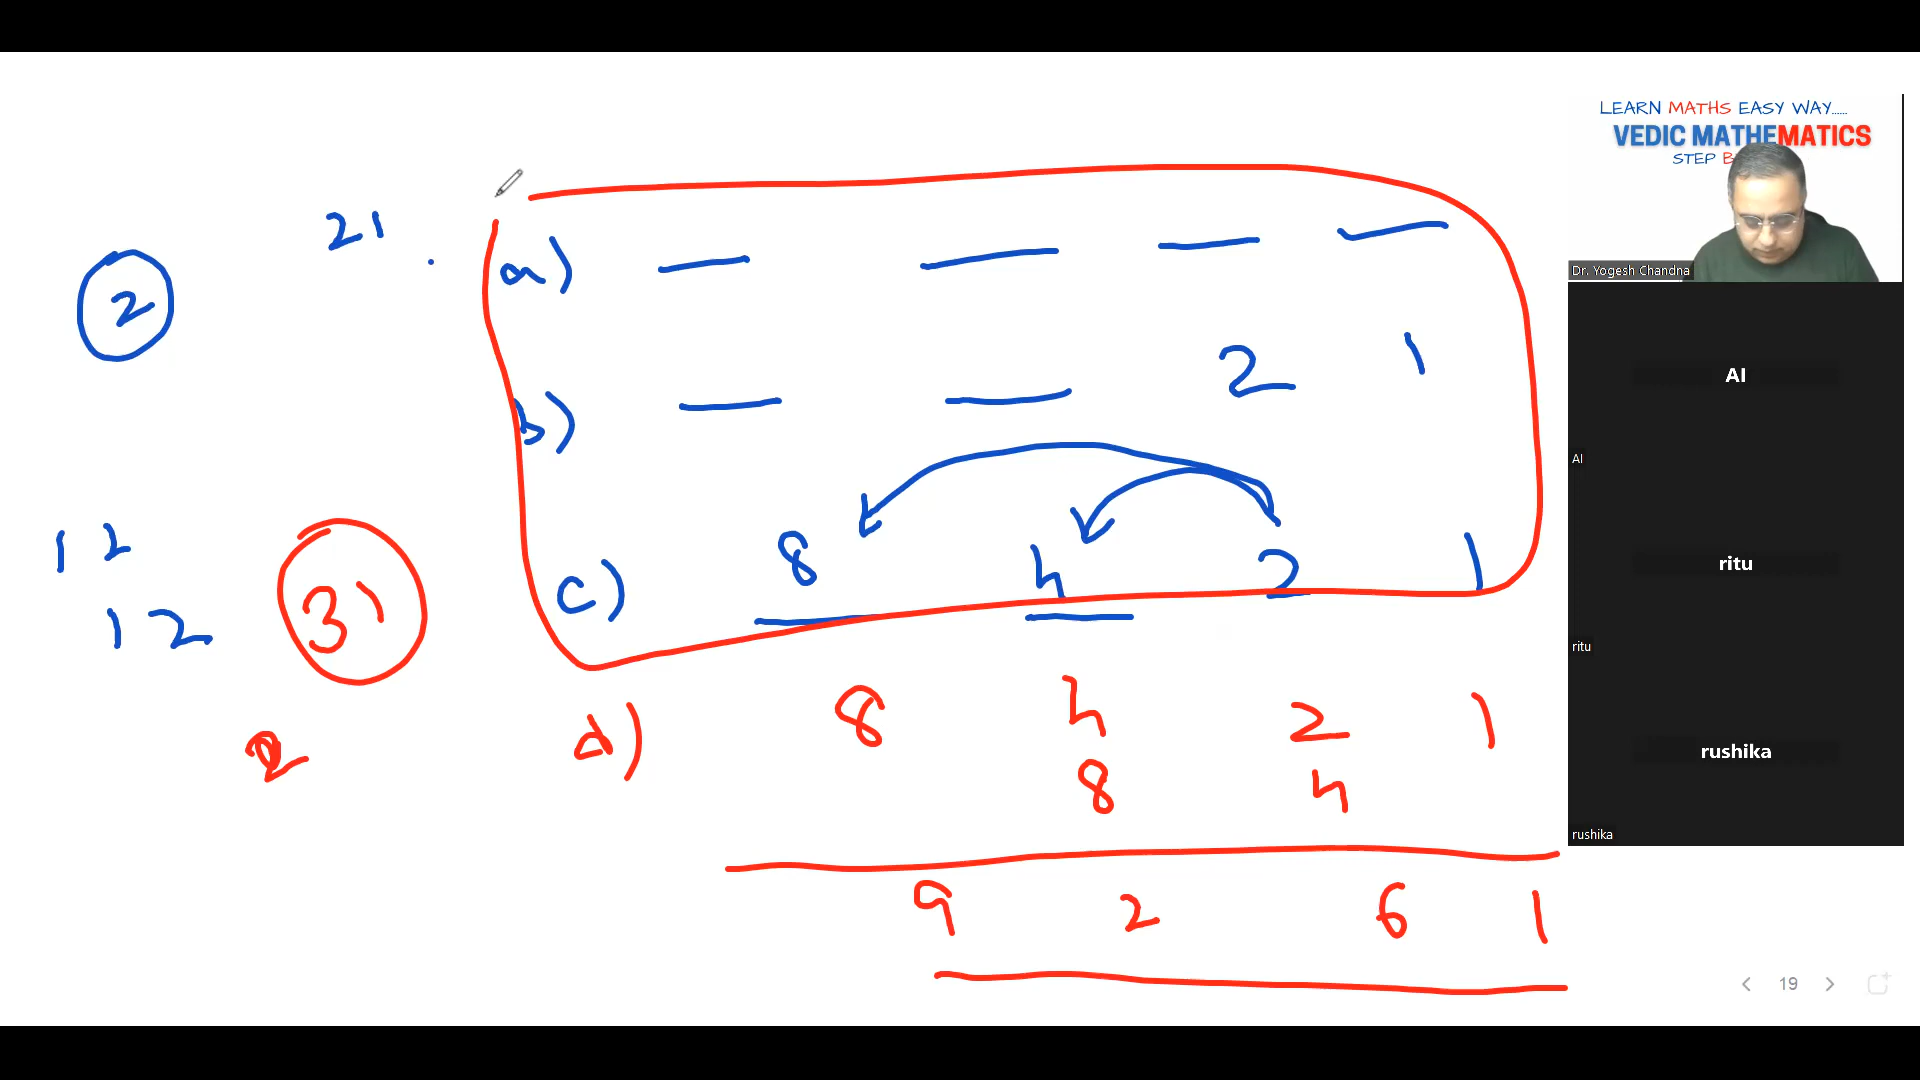 LEARN MATHS EASY WAY......
VEDIC MATHEMATICS
STEP B
Dr. Yogesh Chandna
21
2
a)
b) 2 1
12
12
31
c) 8 4 2 1
2
d) 8 4 2 1
8 4
9 2 6 1
AI
AI
ritu
ritu
rushika
rushika
19